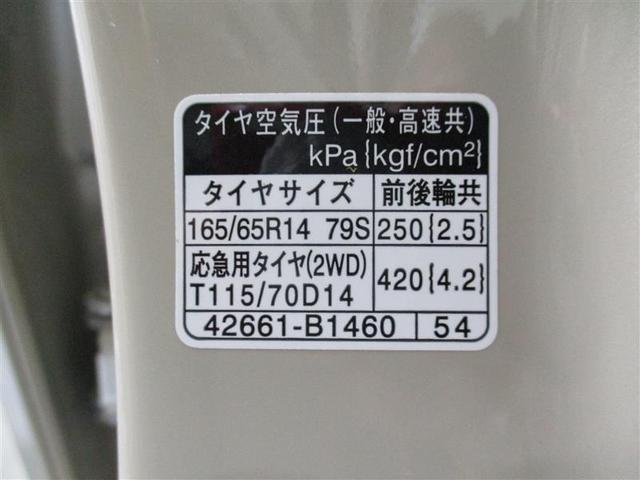 タイヤ空気圧(一般・高速共)
kPa{kgf/cm²}
タイヤサイズ 前後輪共
165/65R14 79S 250{2.5}
応急用タイヤ(2WD)
T115/70D14 420{4.2}
42661-B1460 54